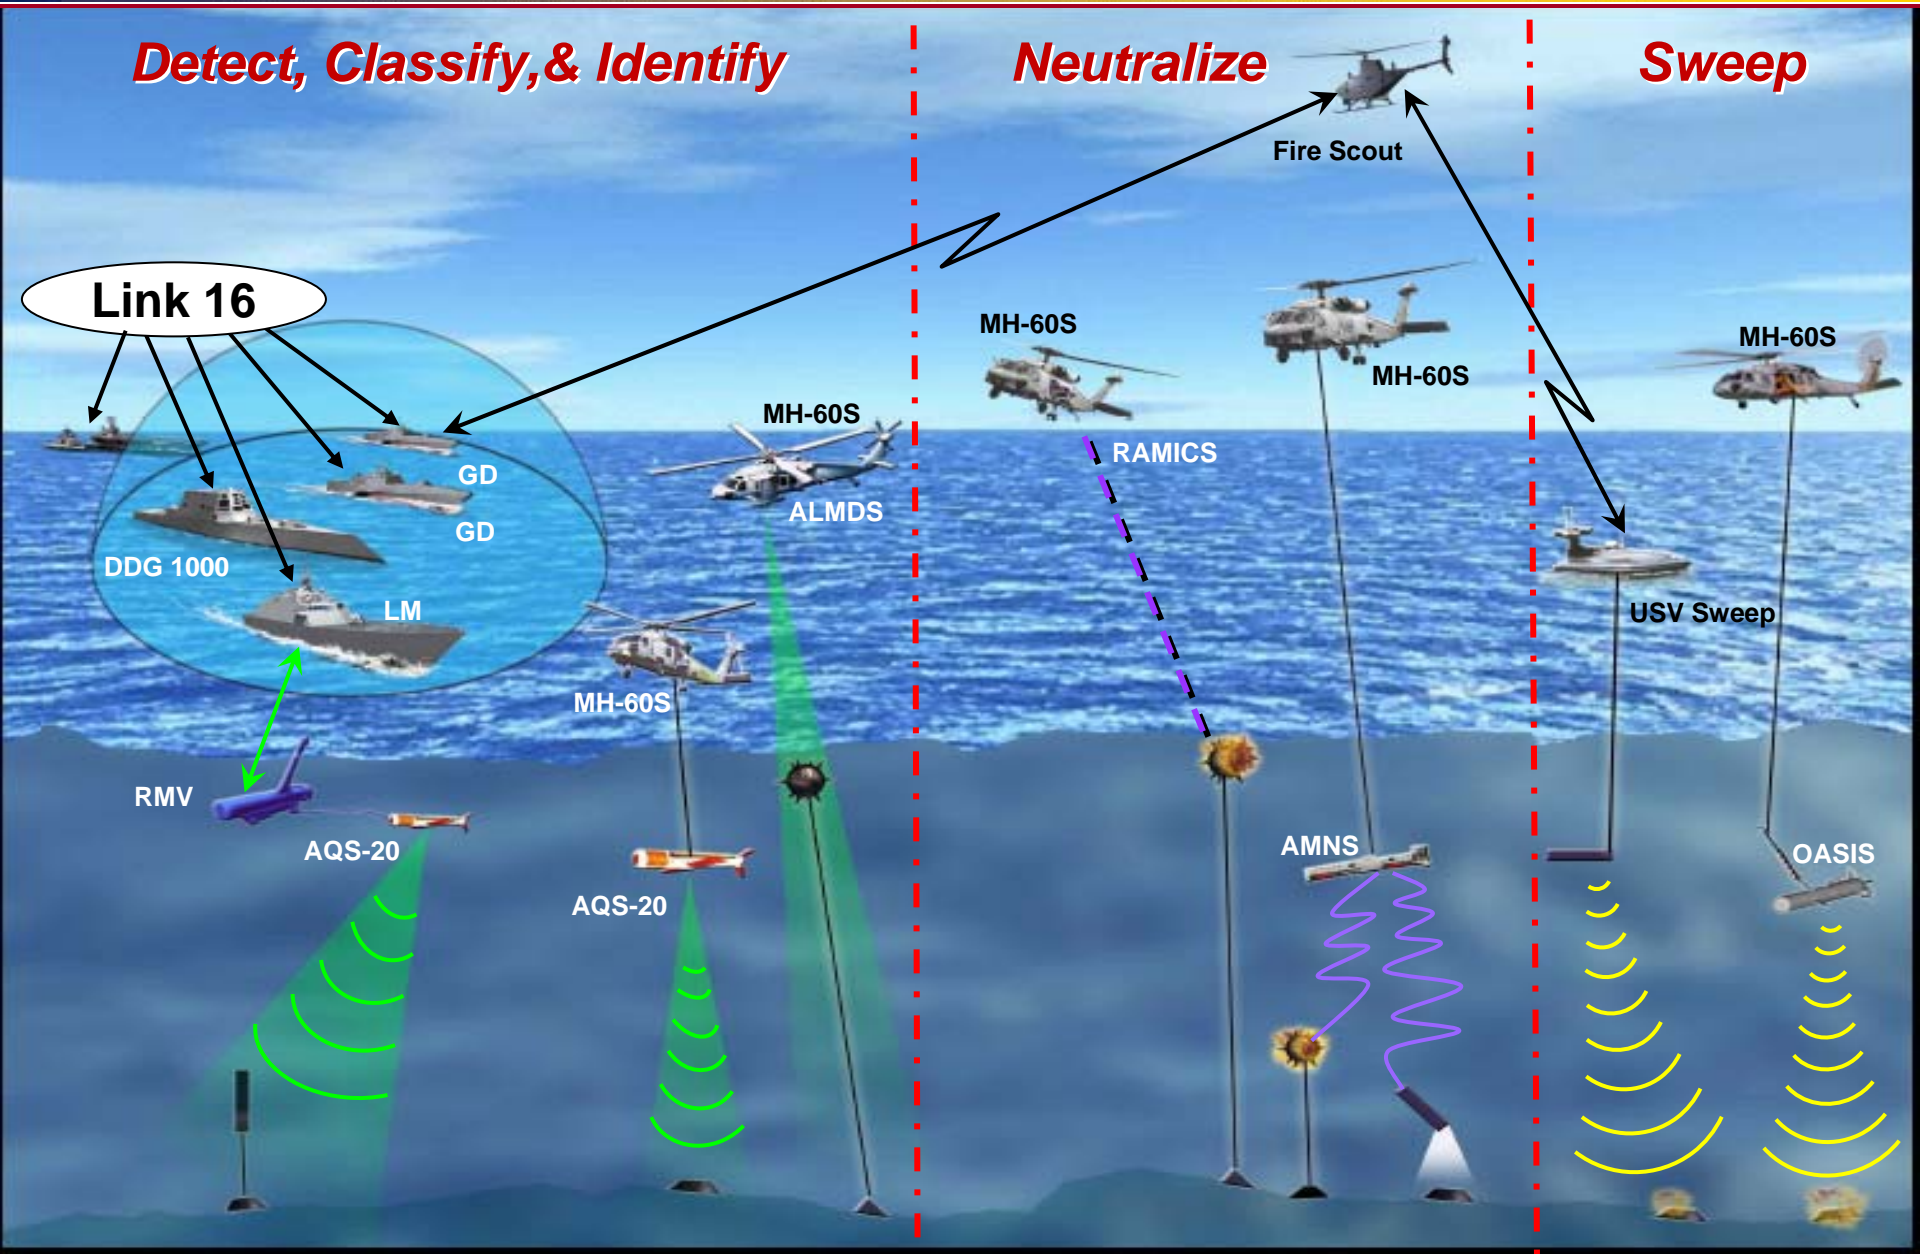 Detect, Classify,& Identify
Neutralize
Sweep
Fire Scout
Link 16
MH-60S
MH-60S
MH-60S
MH-60S
RAMICS
GD
ALMDS
GD
DDG 1000
LM
USV Sweep
MH-60S
RMV
AQS-20
AMNS
OASIS
AQS-20